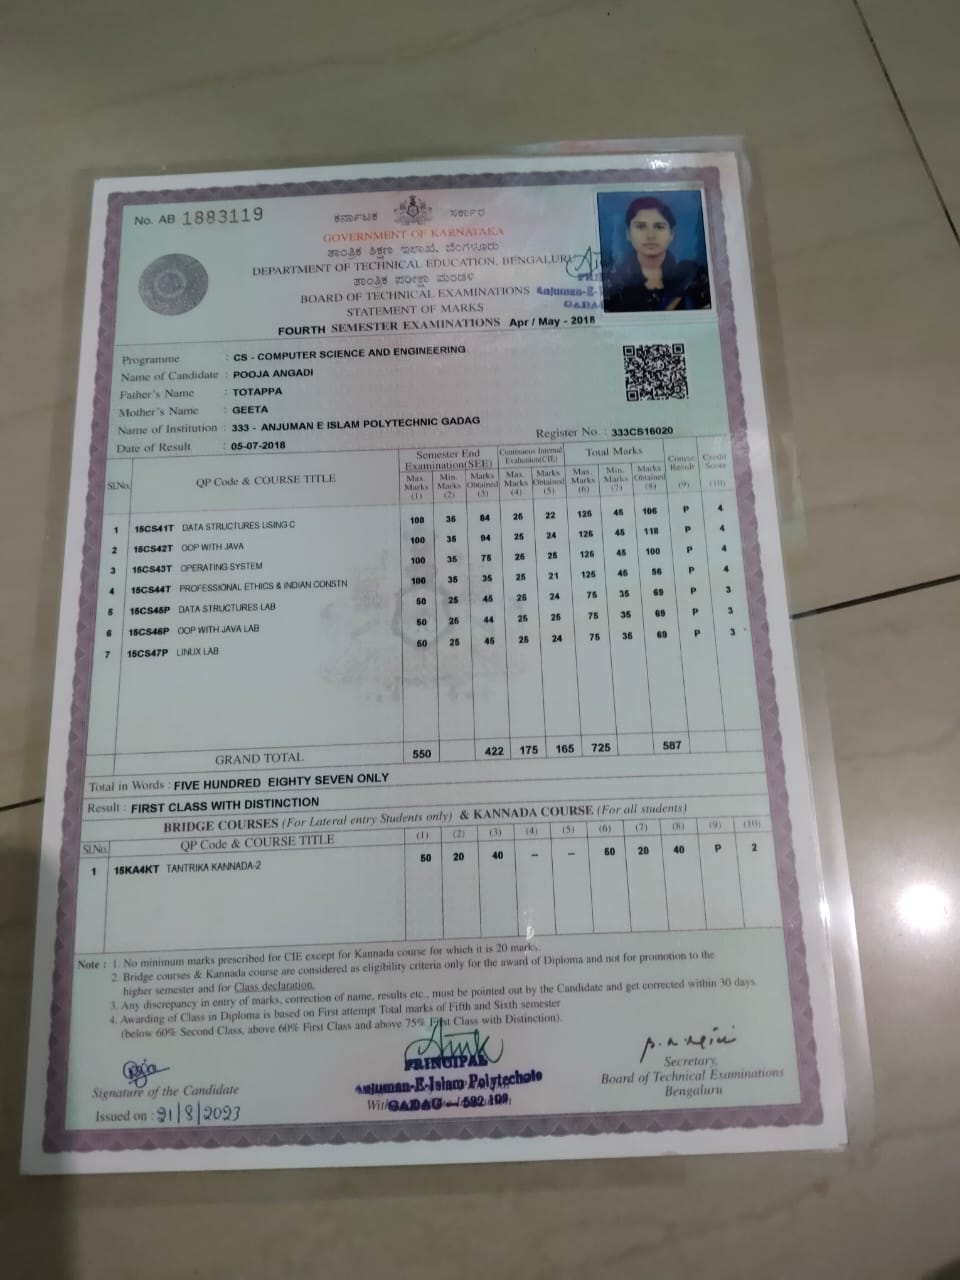 No. AB 1883119
ಕರ್ನಾಟಕ ಸರ್ಕಾರ
GOVERNMENT OF KARNATAKA
ತಾಂತ್ರಿಕ ಶಿಕ್ಷಣ ಇಲಾಖೆ, ಬೆಂಗಳೂರು
DEPARTMENT OF TECHNICAL EDUCATION, BENGALURU
ತಾಂತ್ರಿಕ ಪರೀಕ್ಷಾ ಮಂಡಳಿ
BOARD OF TECHNICAL EXAMINATIONS
Anjuman-E-
STATEMENT OF MARKS
FOURTH SEMESTER EXAMINATIONS Apr / May - 2018
Programme : CS - COMPUTER SCIENCE AND ENGINEERING
Name of Candidate : POOJA ANGADI
Father's Name : TOTAPPA
Mother's Name : GEETA
Name of Institution : 333 - ANJUMAN E ISLAM POLYTECHNIC GADAG
Date of Result : 05-07-2018
Register No. : 333CS16020
Sl.No. QP Code & COURSE TITLE Semester End Examination(SEE) Continuous Internal Evaluation(CIE) Total Marks Course Result Credit Score
Max. Marks (1) Min. Marks (2) Marks Obtained (3) Max. Marks (4) Marks Obtained (5) Max. Marks (6) Min. Marks (7) Marks Obtained (8) (9) (10)
1 15CS41T DATA STRUCTURES USING C 100 35 84 25 22 125 45 106 P 4
2 15CS42T OOP WITH JAVA 100 35 94 25 24 125 45 118 P 4
3 15CS43T OPERATING SYSTEM 100 35 75 25 25 125 45 100 P 4
4 15CS44T PROFESSIONAL ETHICS & INDIAN CONSTN 100 35 35 25 21 125 45 56 P 4
5 15CS45P DATA STRUCTURES LAB 50 25 45 25 24 75 35 69 P 3
6 15CS46P OOP WITH JAVA LAB 50 25 44 25 25 75 35 69 P 3
7 15CS47P LINUX LAB 50 25 45 25 24 75 35 69 P 3
GRAND TOTAL 550 422 175 165 725 587
Total in Words : FIVE HUNDRED EIGHTY SEVEN ONLY
Result : FIRST CLASS WITH DISTINCTION
BRIDGE COURSES (For Lateral entry Students only) & KANNADA COURSE (For all students)
Sl.No. QP Code & COURSE TITLE (1) (2) (3) (4) (5) (6) (7) (8) (9) (10)
1 15KA4KT TANTRIKA KANNADA-2 50 20 40 – – 50 20 40 P 2
Note : 1. No minimum marks prescribed for CIE except for Kannada course for which it is 20 marks.
2. Bridge courses & Kannada course are considered as eligibility criteria only for the award of Diploma and not for promotion to the
higher semester and for Class declaration.
3. Any discrepancy in entry of marks, correction of name, results etc., must be pointed out by the Candidate and get corrected within 30 days.
4. Awarding of Class in Diploma is based on First attempt Total marks of Fifth and Sixth semester
(below 60% Second Class, above 60% First Class and above 75% First Class with Distinction).
PRINCIPAL
Anjuman-E-Islam Polytechnic
GADAG - 582 10
Signature of the Candidate
Issued on : 21/8/2023
Secretary,
Board of Technical Examinations
Bengaluru